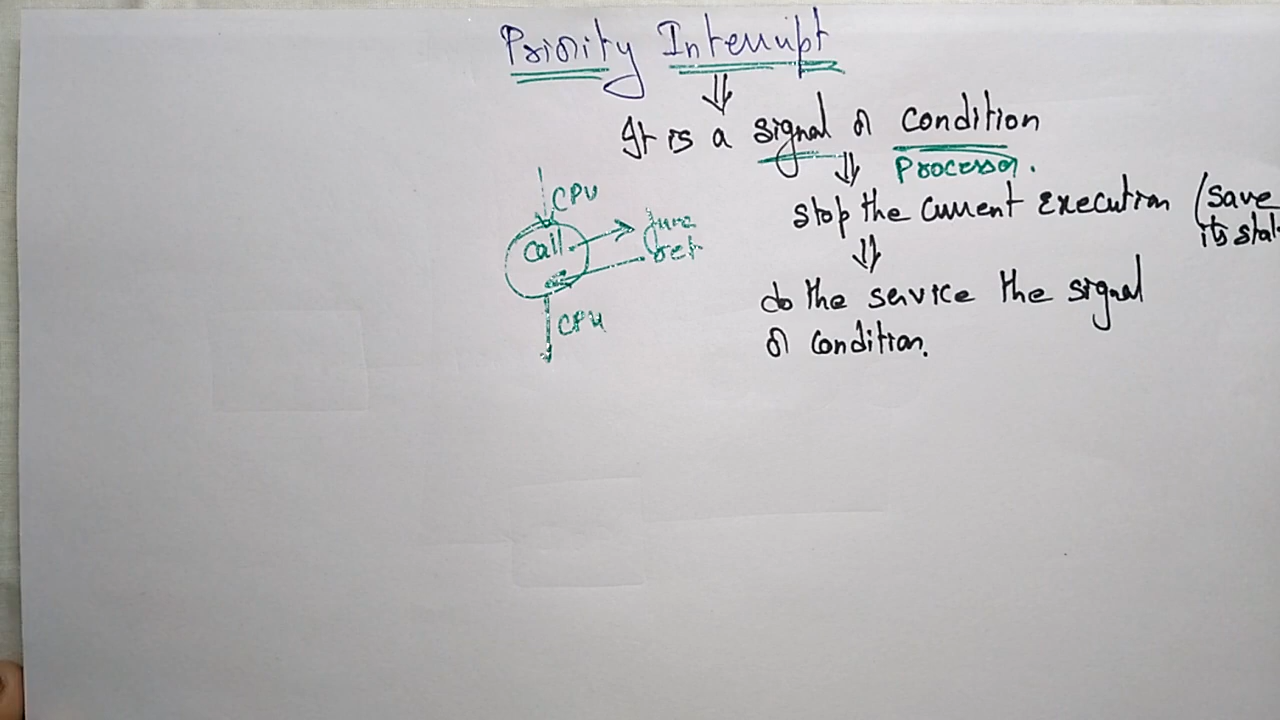 Priority Interrupt
It is a signal or condition
Processor.
stop the current Execution (save
its stat
do the service the signal
or condition.
CPU
call
func
ret
CPU